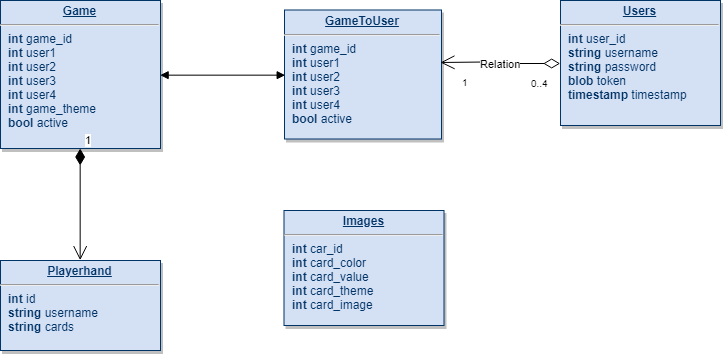 Game
int game_id
int user1
int user2
int user3
int user4
int game_theme
bool active
1
GameToUser
int game_id
int user1
int user2
int user3
int user4
bool active
Relation
1
0..4
Users
int user_id
string username
string password
blob token
timestamp timestamp
Playerhand
int id
string username
string cards
Images
int car_id
int card_color
int card_value
int card_theme
int card_image